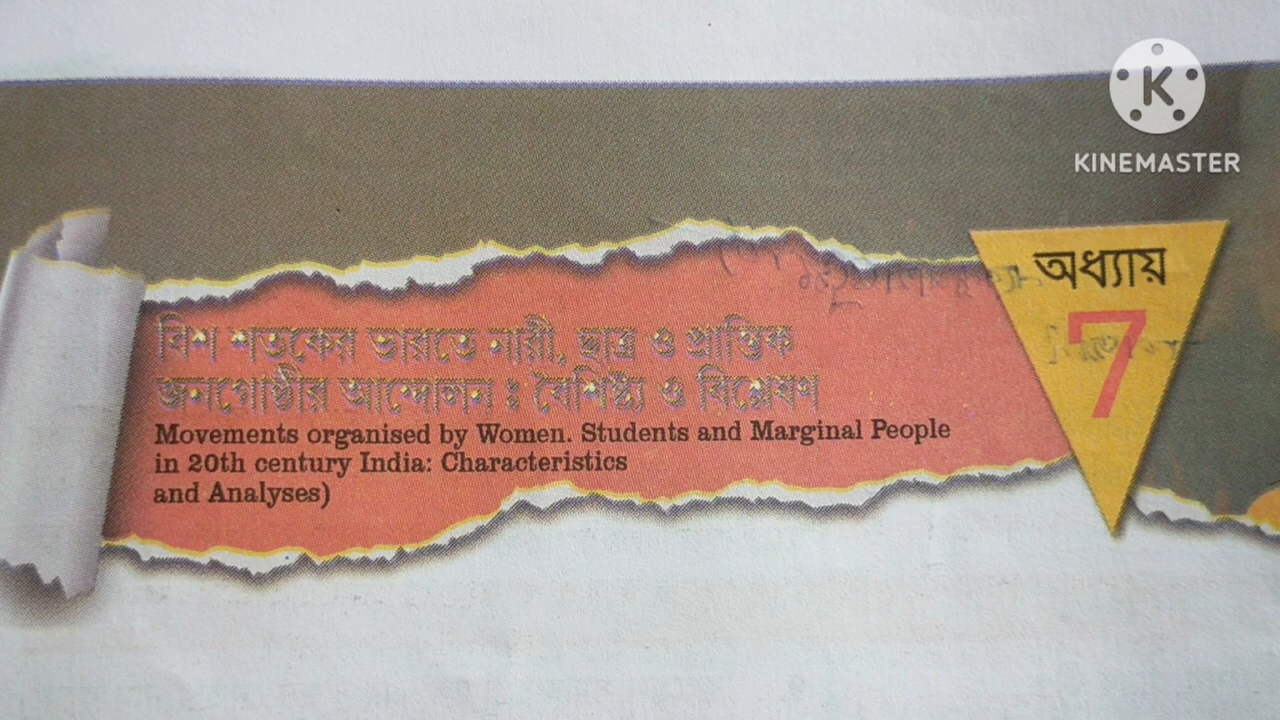 K
KINEMASTER
অধ্যায়
7
বিশ শতকের ভারতে নারী, ছাত্র ও প্রান্তিক
জনগোষ্ঠীর আন্দোলন : বৈশিষ্ট্য ও বিশ্লেষণ
Movements organised by Women. Students and Marginal People
in 20th century India: Characteristics
and Analyses)